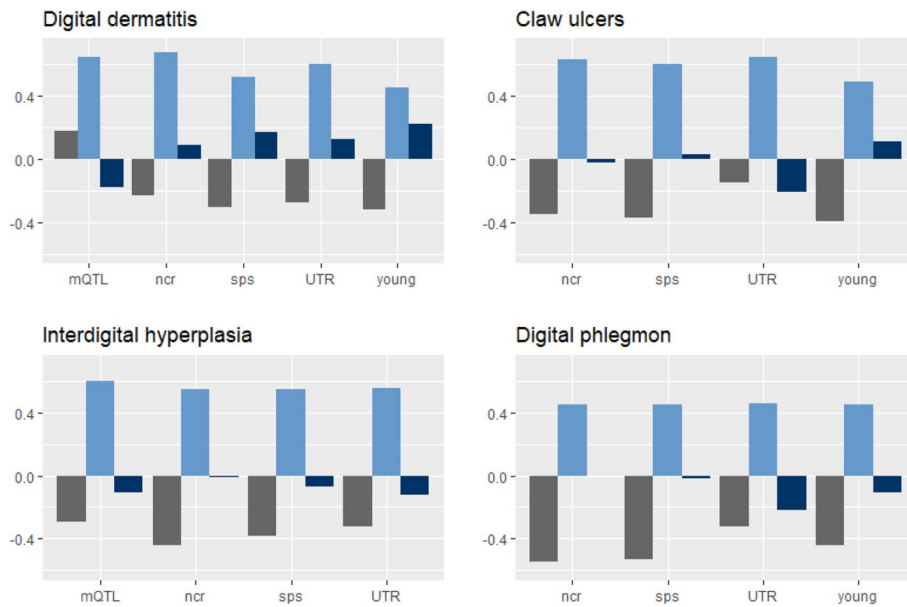 Digital dermatitis
0.4
0.0
-0.4
mQTL ncr sps UTR young
Claw ulcers
0.4
0.0
-0.4
ncr sps UTR young
Interdigital hyperplasia
0.4
0.0
-0.4
mQTL ncr sps UTR
Digital phlegmon
0.4
0.0
-0.4
ncr sps UTR young